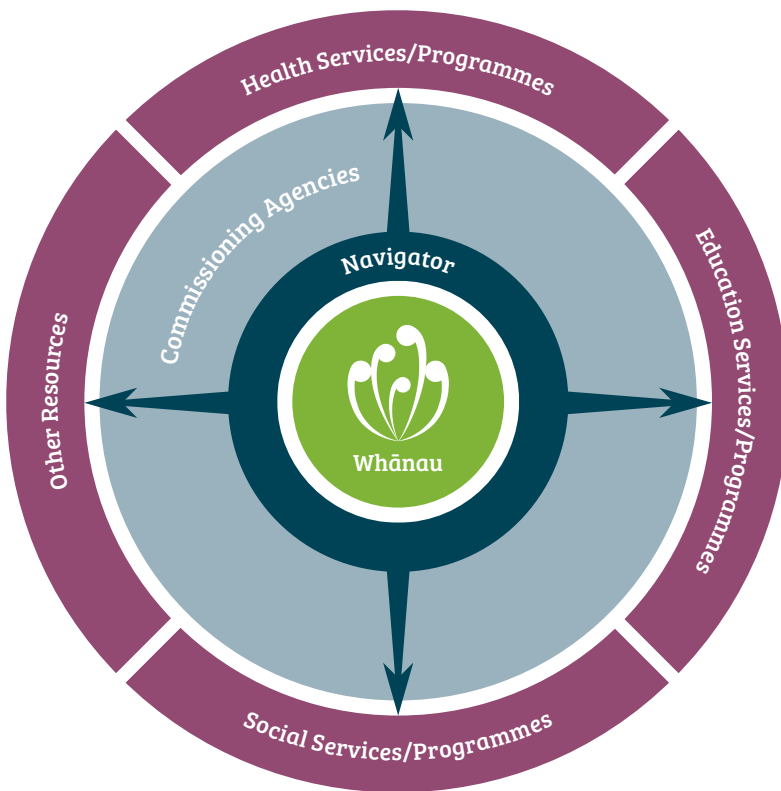 Health Services/Programmes
Commissioning Agencies
Navigator
Education Services/Programmes
Other Resources
Whānau
Social Services/Programmes